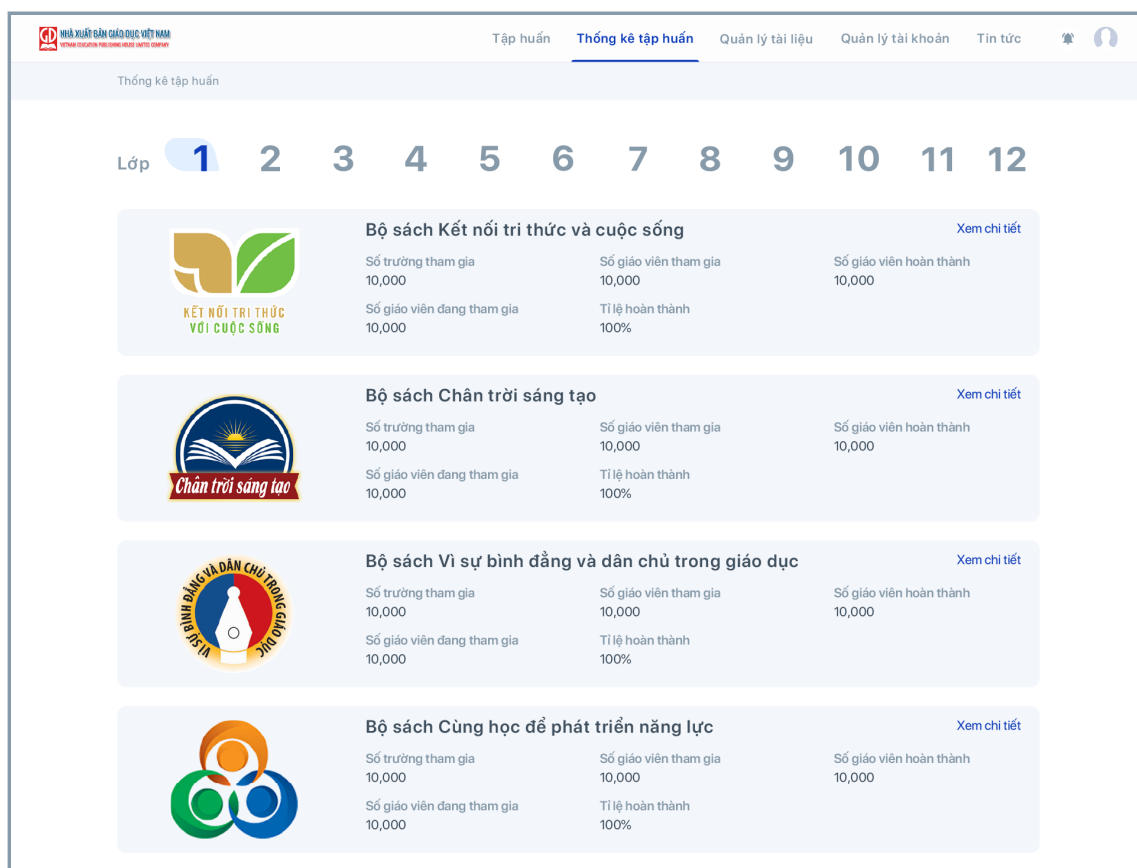 NHÀ XUẤT BẢN GIÁO DỤC VIỆT NAM
VIETNAM EDUCATION PUBLISHING HOUSE LIMITED COMPANY
Tập huấn Thống kê tập huấn Quản lý tài liệu Quản lý tài khoản Tin tức
Thống kê tập huấn
Lớp 1 2 3 4 5 6 7 8 9 10 11 12
Bộ sách Kết nối tri thức và cuộc sống Xem chi tiết
Số trường tham gia Số giáo viên tham gia Số giáo viên hoàn thành
10,000 10,000 10,000
Số giáo viên đang tham gia Tỉ lệ hoàn thành
10,000 100%
KẾT NỐI TRI THỨC
VỚI CUỘC SỐNG
Bộ sách Chân trời sáng tạo Xem chi tiết
Số trường tham gia Số giáo viên tham gia Số giáo viên hoàn thành
10,000 10,000 10,000
Số giáo viên đang tham gia Tỉ lệ hoàn thành
10,000 100%
Chân trời sáng tạo
Bộ sách Vì sự bình đẳng và dân chủ trong giáo dục Xem chi tiết
Số trường tham gia Số giáo viên tham gia Số giáo viên hoàn thành
10,000 10,000 10,000
Số giáo viên đang tham gia Tỉ lệ hoàn thành
10,000 100%
VÌ SỰ BÌNH ĐẲNG VÀ DÂN CHỦ TRONG GIÁO DỤC
Bộ sách Cùng học để phát triển năng lực Xem chi tiết
Số trường tham gia Số giáo viên tham gia Số giáo viên hoàn thành
10,000 10,000 10,000
Số giáo viên đang tham gia Tỉ lệ hoàn thành
10,000 100%